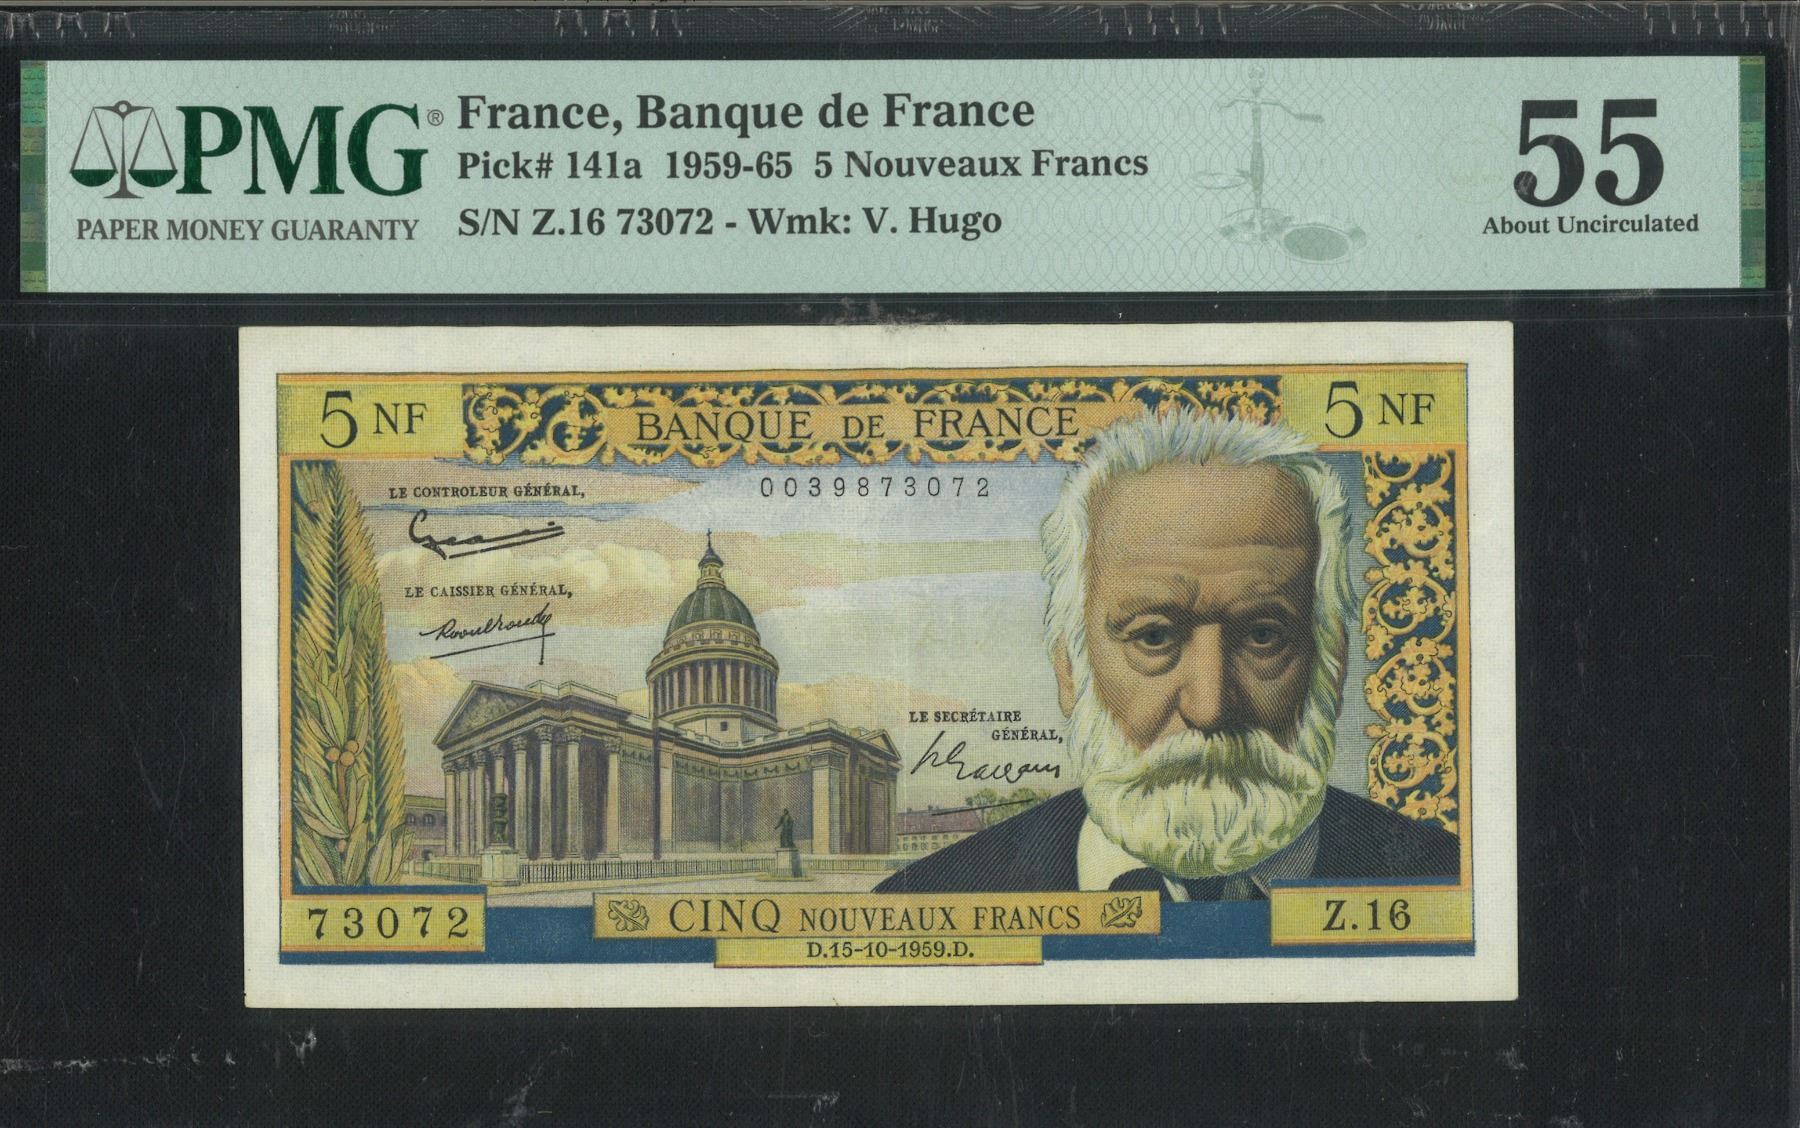 PMG®
PAPER MONEY GUARANTY
France, Banque de France
Pick# 141a 1959-65 5 Nouveaux Francs
S/N Z.16 73072 - Wmk: V. Hugo
55
About Uncirculated
5 NF
BANQUE DE FRANCE
5 NF
LE CONTROLEUR GÉNÉRAL,
0039873072
LE CAISSIER GÉNÉRAL,
LE SECRÉTAIRE
GÉNÉRAL,
73072
CINQ NOUVEAUX FRANCS
Z.16
D.15-10-1959.D.